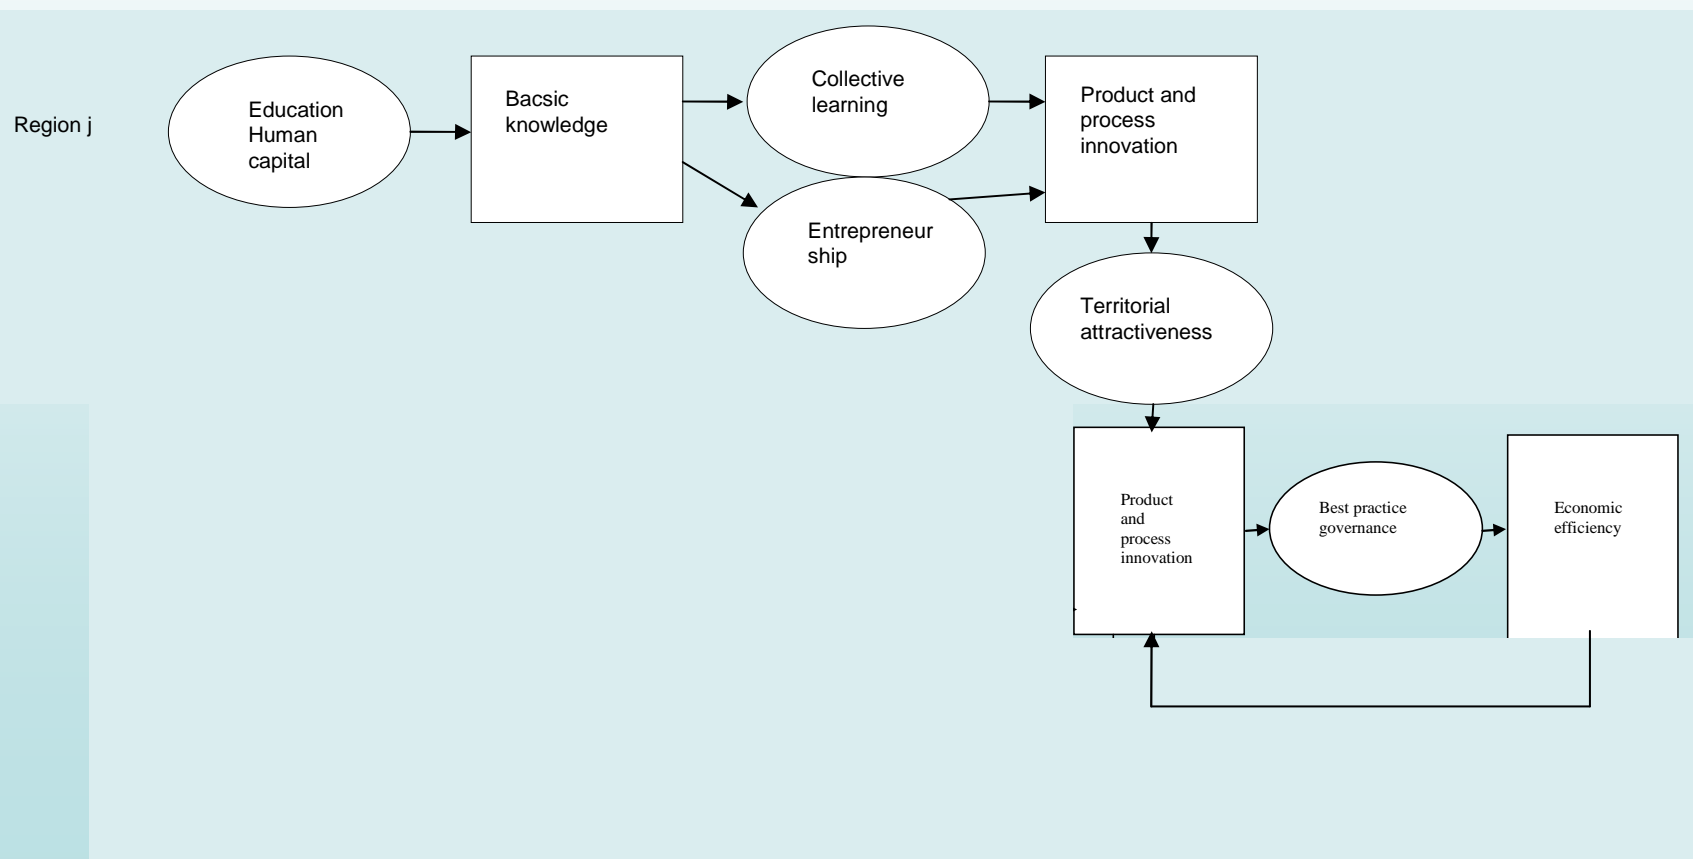 Region j
Education
Human
capital
Bacsic
knowledge
Collective
learning
Entrepreneur
ship
Product and
process
innovation
Territorial
attractiveness
Product
and
process
innovation
Best practice
governance
Economic
efficiency